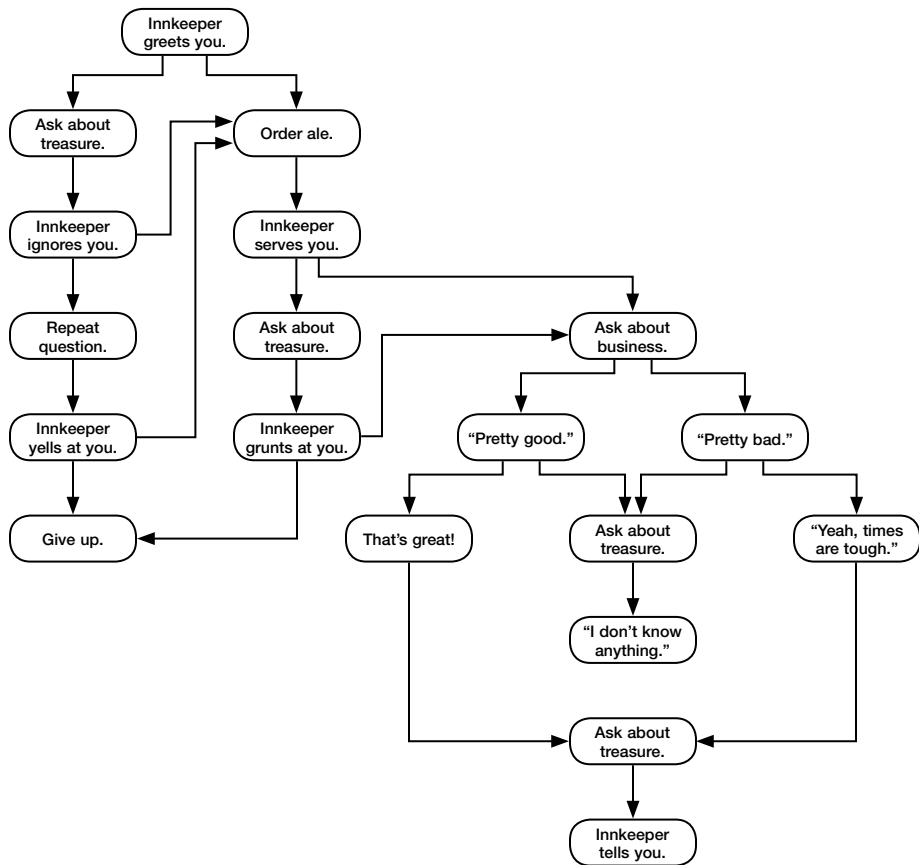 Innkeeper
greets you.
Ask about
treasure.
Order ale.
Innkeeper
ignores you.
Innkeeper
serves you.
Repeat
question.
Ask about
treasure.
Ask about
business.
Innkeeper
yells at you.
Innkeeper
grunts at you.
“Pretty good.”
“Pretty bad.”
Give up.
That’s great!
Ask about
treasure.
“Yeah, times
are tough.”
“I don’t know
anything.”
Ask about
treasure.
Innkeeper
tells you.